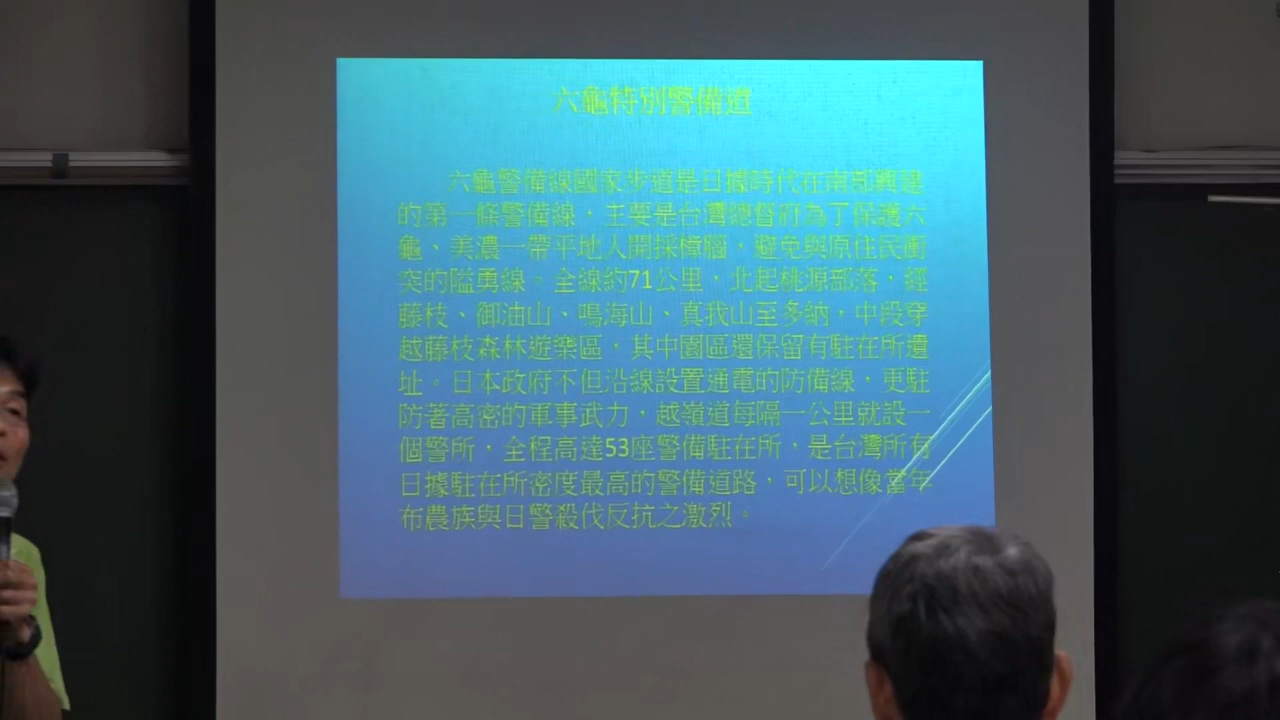 六龜特別警備道
六龜警備線國家步道是日據時代在南部興建
的第一條警備線，主要是台灣總督府為了保護六
龜、美濃一帶平地人開採樟腦，避免與原住民衝
突的隘勇線。全線約71公里，北起桃源部落，經
藤枝、御油山、鳴海山、真我山至多納，中段穿
越藤枝森林遊樂區，其中園區還保留有駐在所遺
址。日本政府不但沿線設置通電的防備線，更駐
防著高密的軍事武力，越嶺道每隔一公里就設一
個警所，全程高達53座警備駐在所，是台灣所有
日據駐在所密度最高的警備道路，可以想像當年
布農族與日警殺伐反抗之激烈。